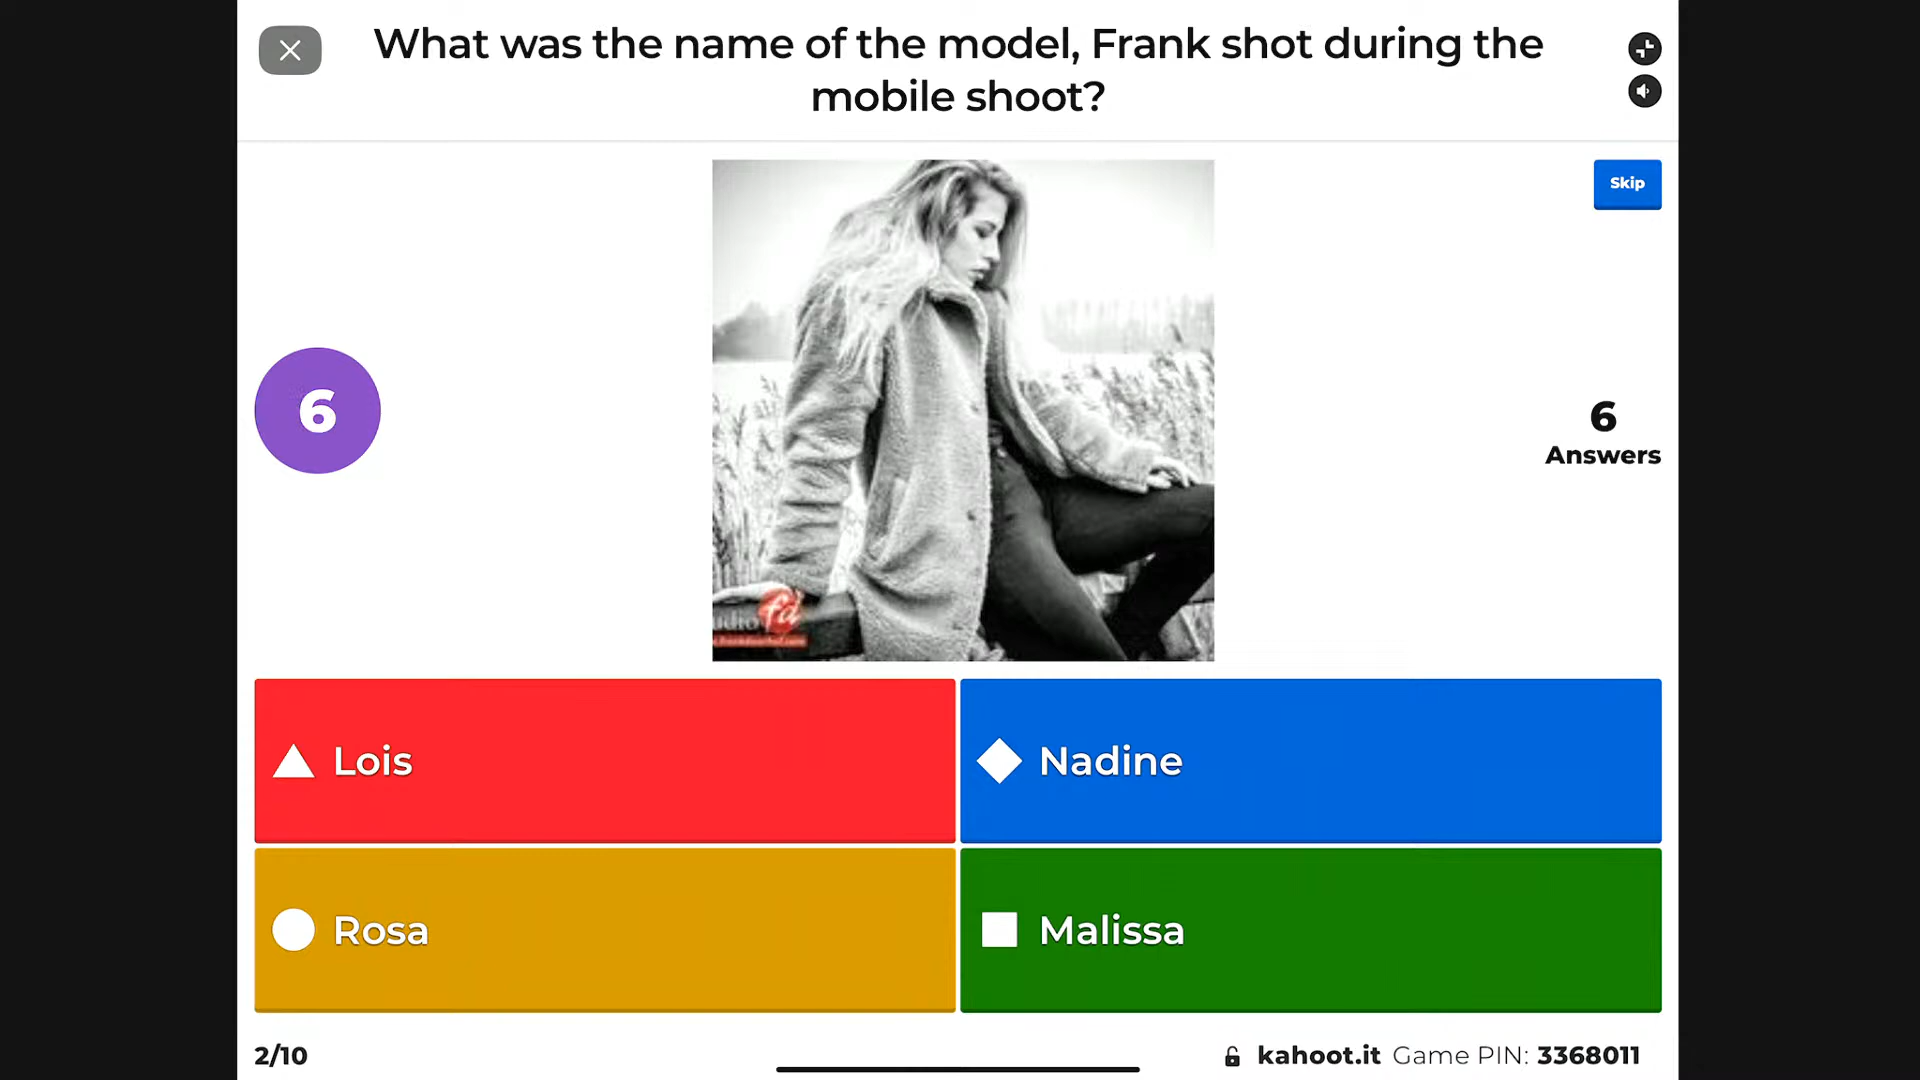 What was the name of the model, Frank shot during the
mobile shoot?
Skip
6
6
Answers
fd
Lois
Nadine
Rosa
Malissa
2/10
kahoot.it Game PIN: 3368011